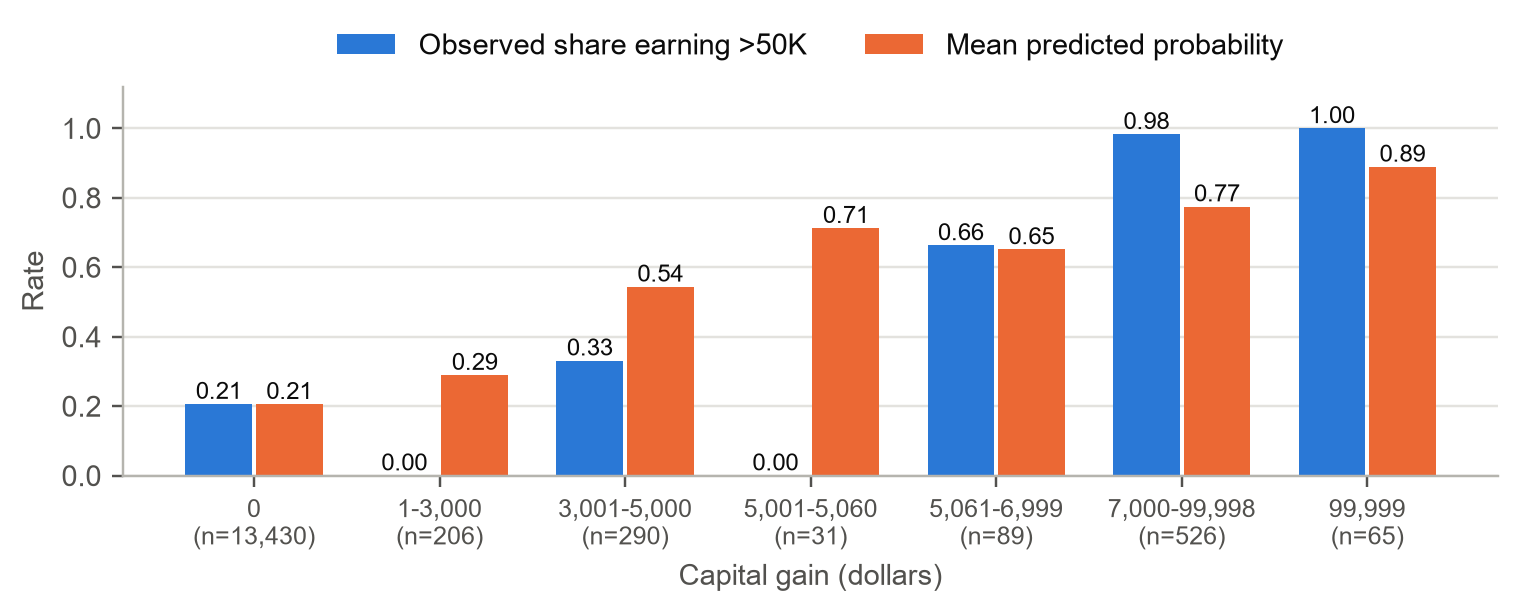 Observed share earning >50K Mean predicted probability
1.0
0.8
0.6
0.4
0.2
0.0
Rate
0.21 0.21
0.00 0.29
0.33 0.54
0.00 0.71
0.66 0.65
0.98 0.77
1.00 0.89
0 1-3,000 3,001-5,000 5,001-5,060 5,061-6,999 7,000-99,998 99,999
(n=13,430) (n=206) (n=290) (n=31) (n=89) (n=526) (n=65)
Capital gain (dollars)